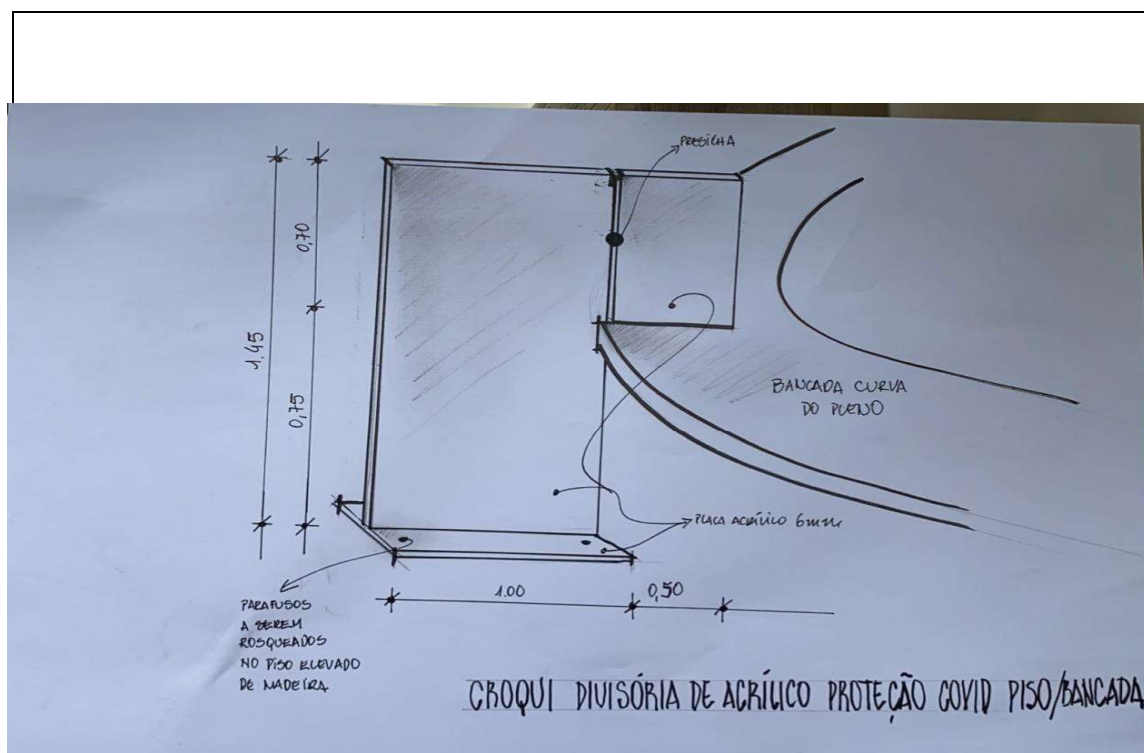 PRESILHA
0,70
1.45
0,75
BANCADA CURVA
DO PLENO
PLACA ACRÍLICO 6mm
1.00
0,50
PARAFUSOS
A SEREM
ROSQUEADOS
NO PISO ELEVADO
DE MADEIRA
CROQUI DIVISÓRIA DE ACRÍLICO PROTEÇÃO COVID PISO/BANCADA